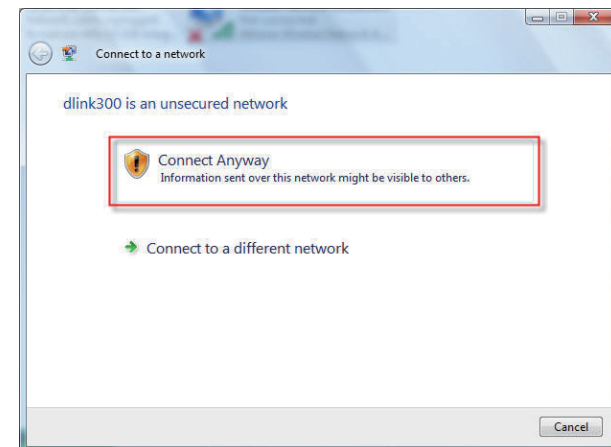 Connect to a network
dlink300 is an unsecured network
Connect Anyway
Information sent over this network might be visible to others.
Connect to a different network
Cancel